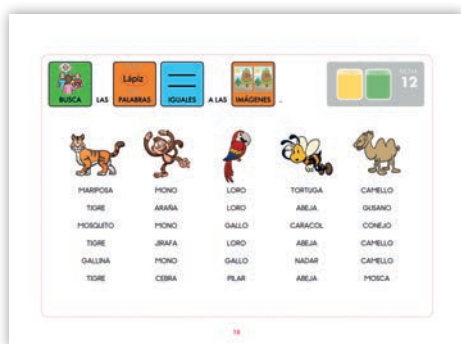 Lápiz
BUSCA LAS PALABRAS IGUALES A LAS IMÁGENES .
FICHA
12
MARIPOSA MONO LORO TORTUGA CAMELLO
TIGRE ARAÑA LORO ABEJA GUSANO
MOSQUITO MONO GALLO CARACOL CONEJO
TIGRE JIRAFA LORO ABEJA CAMELLO
GALLINA MONO GALLO NADAR CAMELLO
TIGRE CEBRA PILAR ABEJA MOSCA